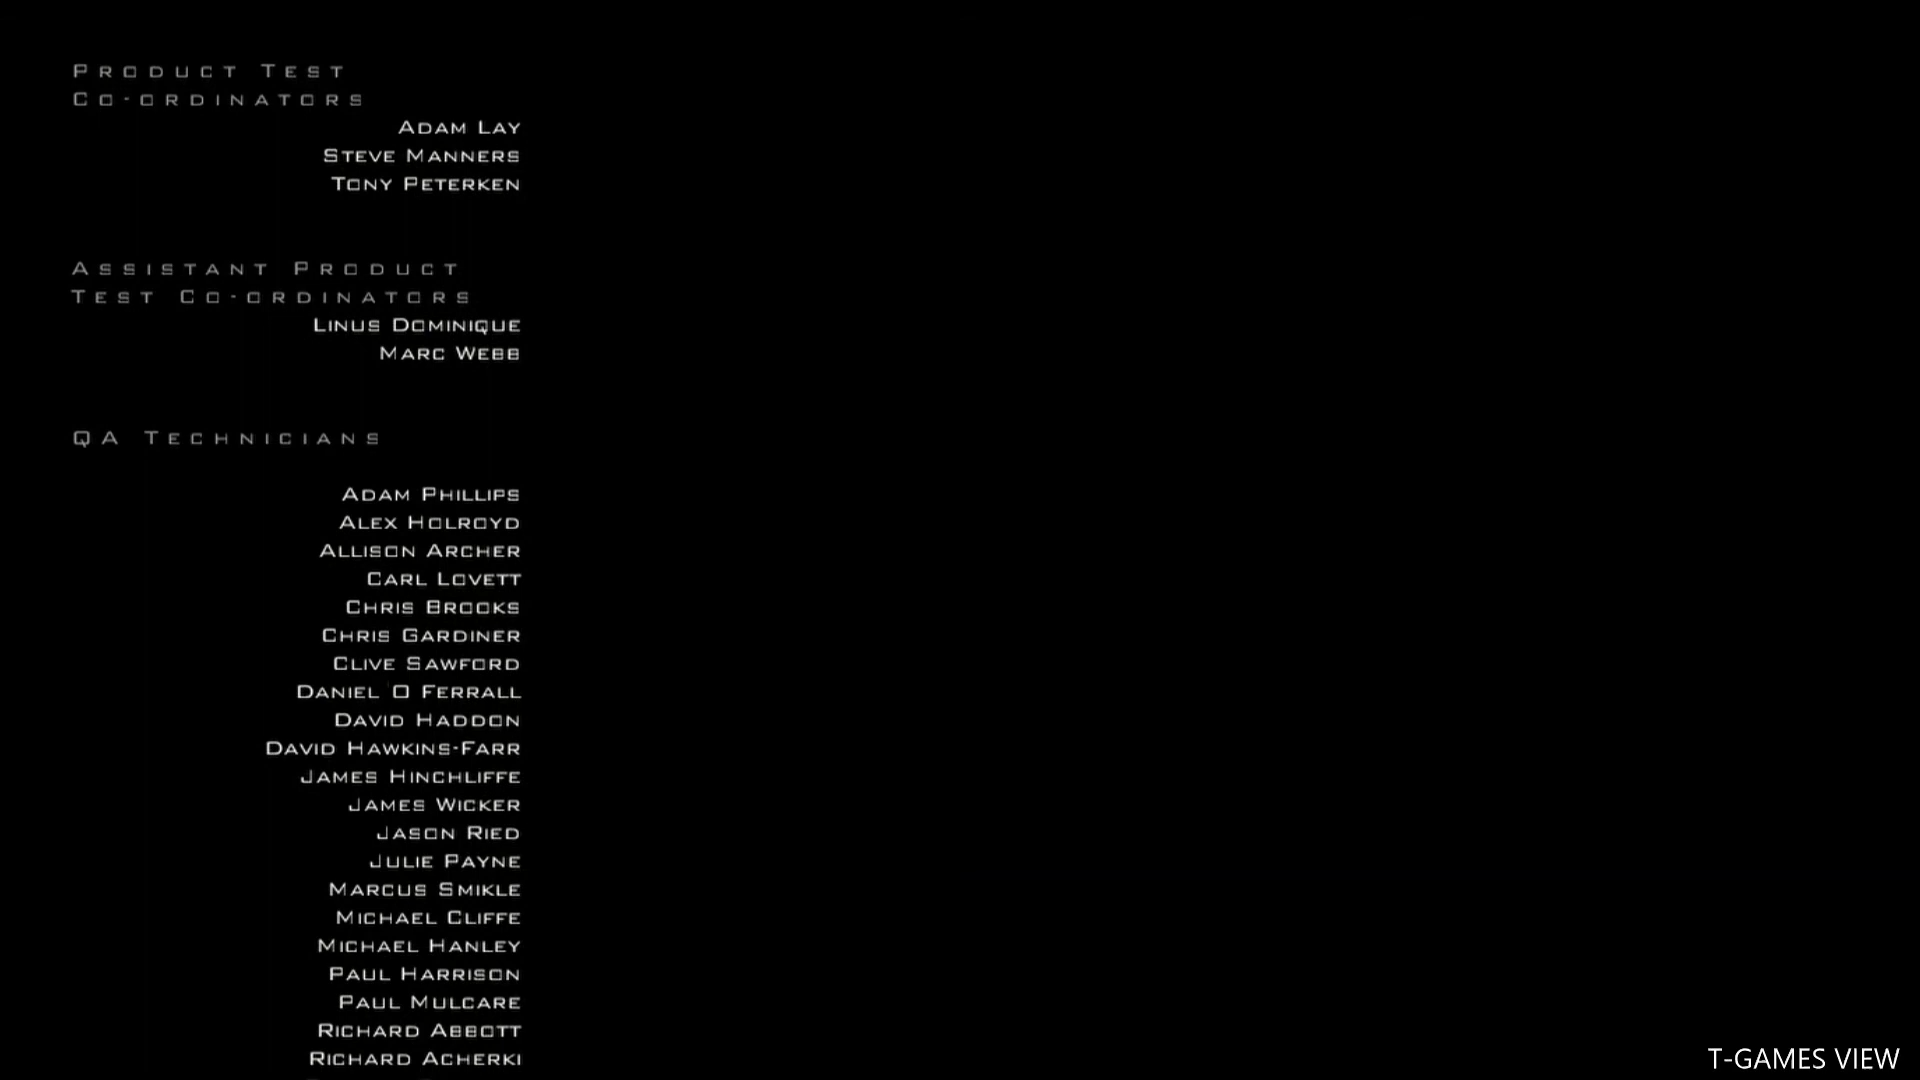 Product Test
Co-ordinators
Adam Lay
Steve Manners
Tony Peterken
Assistant Product
Test Co-ordinators
Linus Dominique
Marc Webb
QA Technicians
Adam Phillips
Alex Holroyd
Allison Archer
Carl Lovett
Chris Brooks
Chris Gardiner
Clive Sawford
Daniel O Ferrall
David Haddon
David Hawkins-Farr
James Hinchliffe
James Wicker
Jason Ried
Julie Payne
Marcus Smikle
Michael Cliffe
Michael Hanley
Paul Harrison
Paul Mulcare
Richard Abbott
Richard Acherki
T-GAMES VIEW